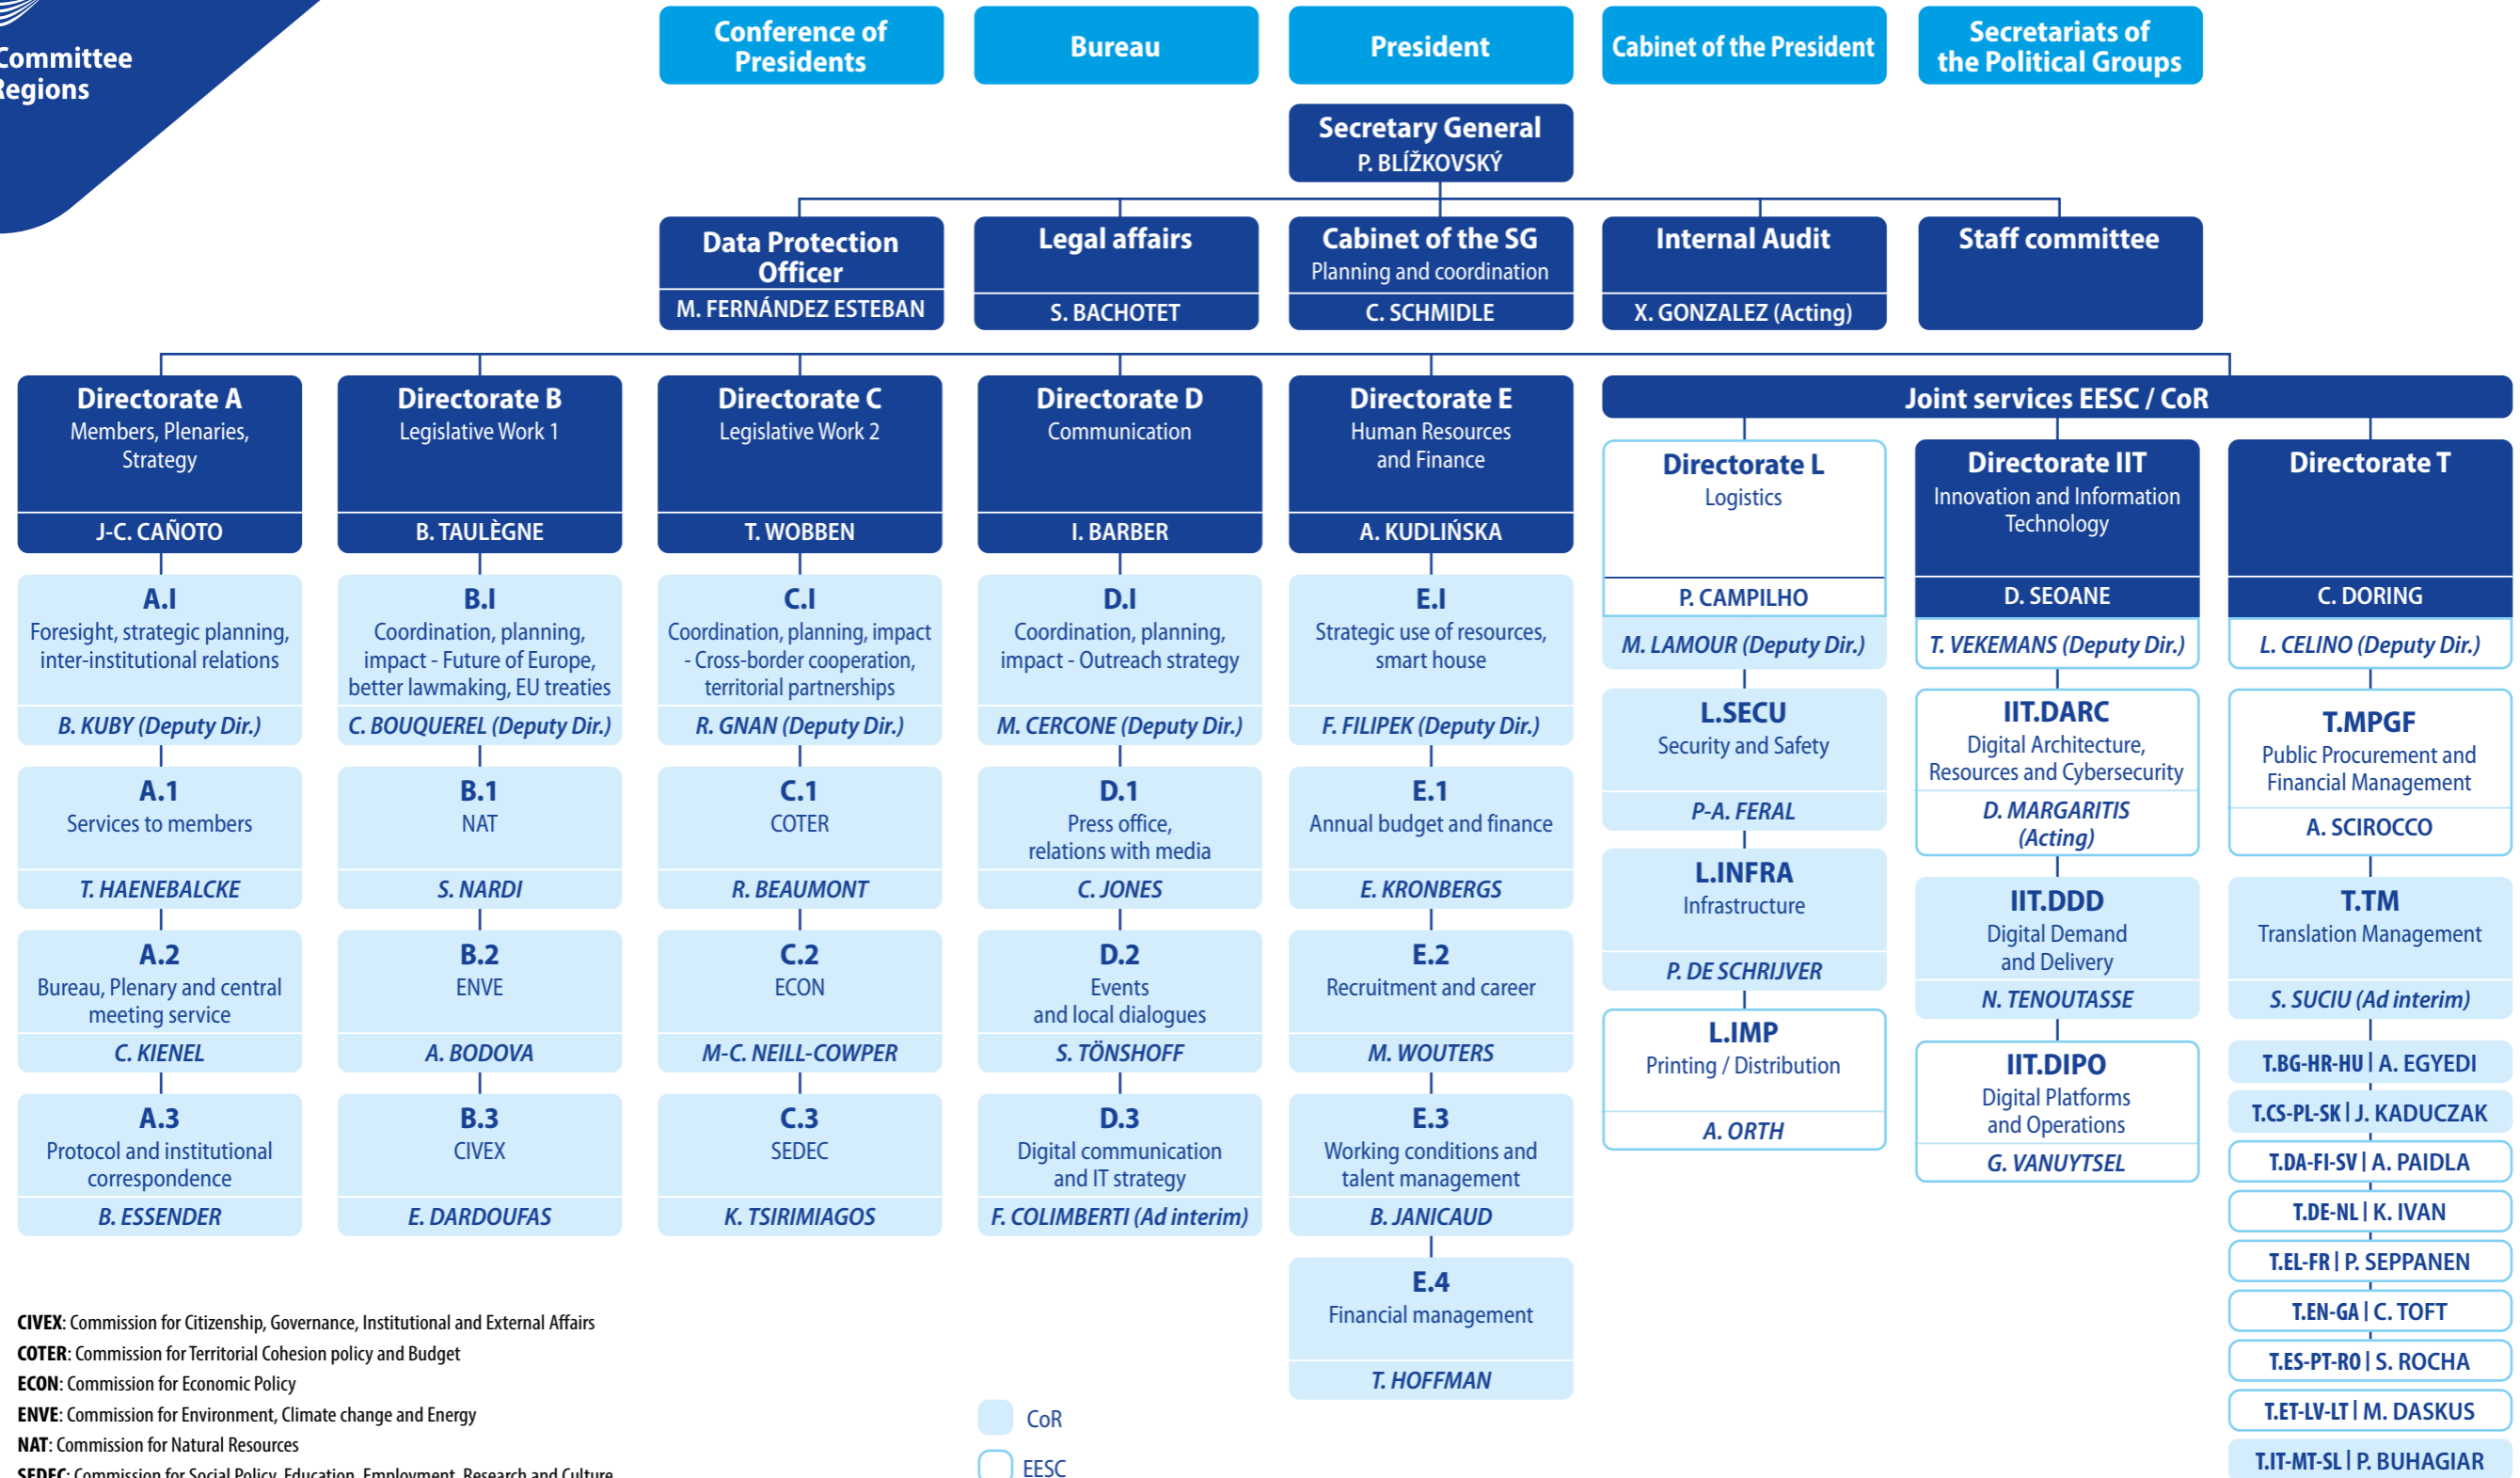 Committee
Regions
Conference of
Presidents
Bureau
President
Cabinet of the President
Secretariats of
the Political Groups
Secretary General
P. BLÍŽKOVSKÝ
Data Protection
Officer
M. FERNÁNDEZ ESTEBAN
Legal affairs
S. BACHOTET
Cabinet of the SG
Planning and coordination
C. SCHMIDLE
Internal Audit
X. GONZALEZ (Acting)
Staff committee
Directorate A
Members, Plenaries,
Strategy
J-C. CAÑOTO
A.I
Foresight, strategic planning,
inter-institutional relations
B. KUBY (Deputy Dir.)
A.1
Services to members
T. HAENEBALCKE
A.2
Bureau, Plenary and central
meeting service
C. KIENEL
A.3
Protocol and institutional
correspondence
B. ESSENDER
Directorate B
Legislative Work 1
B. TAULÈGNE
B.I
Coordination, planning,
impact - Future of Europe,
better lawmaking, EU treaties
C. BOUQUEREL (Deputy Dir.)
B.1
NAT
S. NARDI
B.2
ENVE
A. BODOVA
B.3
CIVEX
E. DARDOUFAS
Directorate C
Legislative Work 2
T. WOBBEN
C.I
Coordination, planning, impact
- Cross-border cooperation,
territorial partnerships
R. GNAN (Deputy Dir.)
C.1
COTER
R. BEAUMONT
C.2
ECON
M-C. NEILL-COWPER
C.3
SEDEC
K. TSIRIMIAGOS
Directorate D
Communication
I. BARBER
D.I
Coordination, planning,
impact - Outreach strategy
M. CERCONE (Deputy Dir.)
D.1
Press office,
relations with media
C. JONES
D.2
Events
and local dialogues
S. TÖNSHOFF
D.3
Digital communication
and IT strategy
F. COLIMBERTI (Ad interim)
Directorate E
Human Resources
and Finance
A. KUDLIŃSKA
E.I
Strategic use of resources,
smart house
F. FILIPEK (Deputy Dir.)
E.1
Annual budget and finance
E. KRONBERGS
E.2
Recruitment and career
M. WOUTERS
E.3
Working conditions and
talent management
B. JANICAUD
E.4
Financial management
T. HOFFMAN
Joint services EESC / CoR
Directorate L
Logistics
P. CAMPILHO
M. LAMOUR (Deputy Dir.)
L.SECU
Security and Safety
P-A. FERAL
L.INFRA
Infrastructure
P. DE SCHRIJVER
L.IMP
Printing / Distribution
A. ORTH
Directorate IIT
Innovation and Information
Technology
D. SEOANE
T. VEKEMANS (Deputy Dir.)
IIT.DARC
Digital Architecture,
Resources and Cybersecurity
D. MARGARITIS
(Acting)
IIT.DDD
Digital Demand
and Delivery
N. TENOUTASSE
IIT.DIPO
Digital Platforms
and Operations
G. VANUYTSEL
Directorate T
C. DORING
L. CELINO (Deputy Dir.)
T.MPGF
Public Procurement and
Financial Management
A. SCIROCCO
T.TM
Translation Management
S. SUCIU (Ad interim)
T.BG-HR-HU | A. EGYEDI
T.CS-PL-SK | J. KADUCZAK
T.DA-FI-SV | A. PAIDLA
T.DE-NL | K. IVAN
T.EL-FR | P. SEPPANEN
T.EN-GA | C. TOFT
T.ES-PT-RO | S. ROCHA
T.ET-LV-LT | M. DASKUS
T.IT-MT-SL | P. BUHAGIAR
CIVEX: Commission for Citizenship, Governance, Institutional and External Affairs
COTER: Commission for Territorial Cohesion policy and Budget
ECON: Commission for Economic Policy
ENVE: Commission for Environment, Climate change and Energy
NAT: Commission for Natural Resources
SEDEC: Commission for Social Policy, Education, Employment, Research and Culture
CoR
EESC